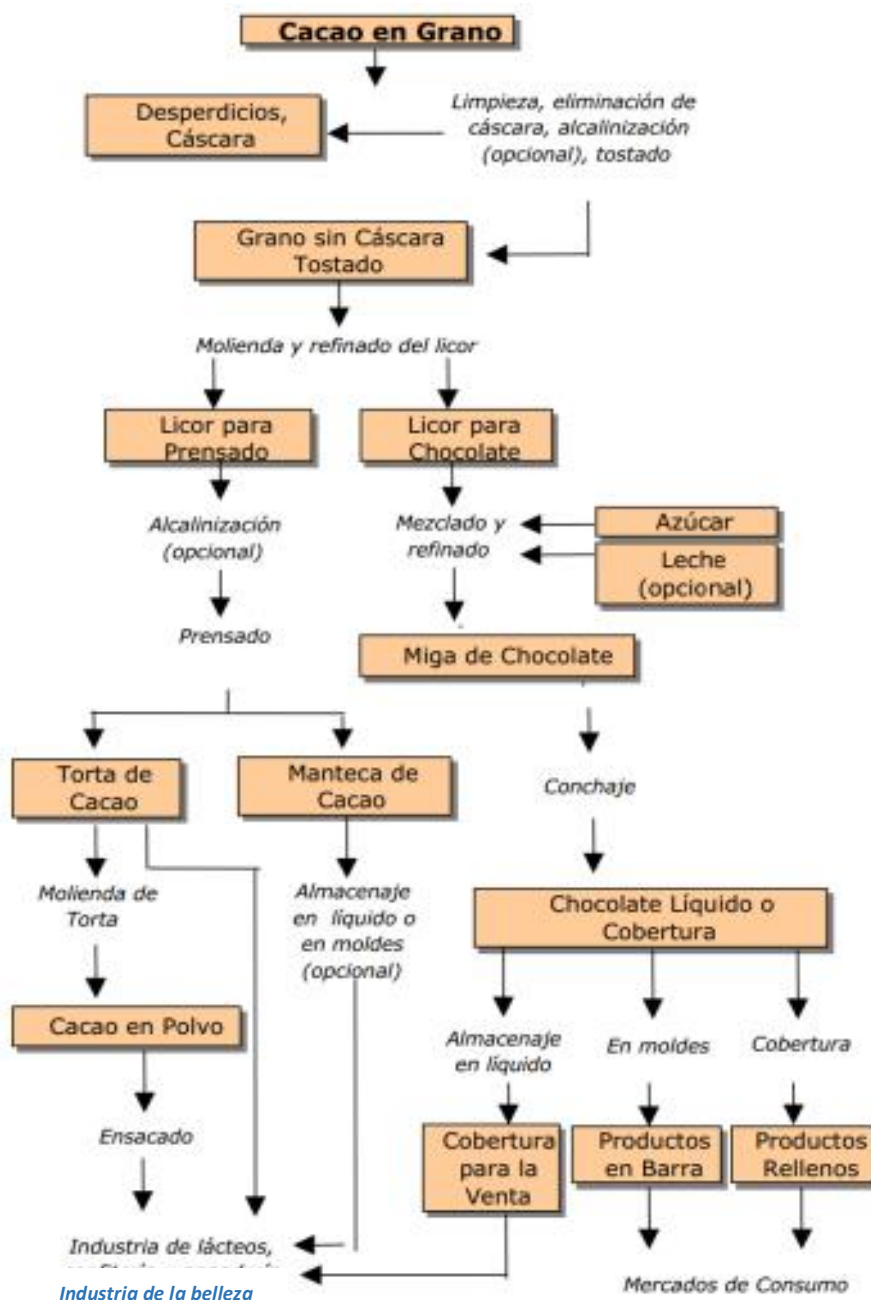 Cacao en Grano
Desperdicios,
Cáscara
Limpieza, eliminación de
cáscara, alcalinización
(opcional), tostado
Grano sin Cáscara
Tostado
Molienda y refinado del licor
Licor para
Prensado
Licor para
Chocolate
Alcalinización
(opcional)
Mezclado y
refinado
Azúcar
Leche
(opcional)
Prensado
Miga de Chocolate
Torta de
Cacao
Manteca de
Cacao
Conchaje
Molienda de
Torta
Almacenaje
en líquido o
en moldes
(opcional)
Chocolate Líquido o
Cobertura
Cacao en Polvo
Almacenaje
en líquido
En moldes
Cobertura
Ensacado
Cobertura
para la
Venta
Productos
en Barra
Productos
Rellenos
Industria de lácteos,
Industria de la belleza
Mercados de Consumo